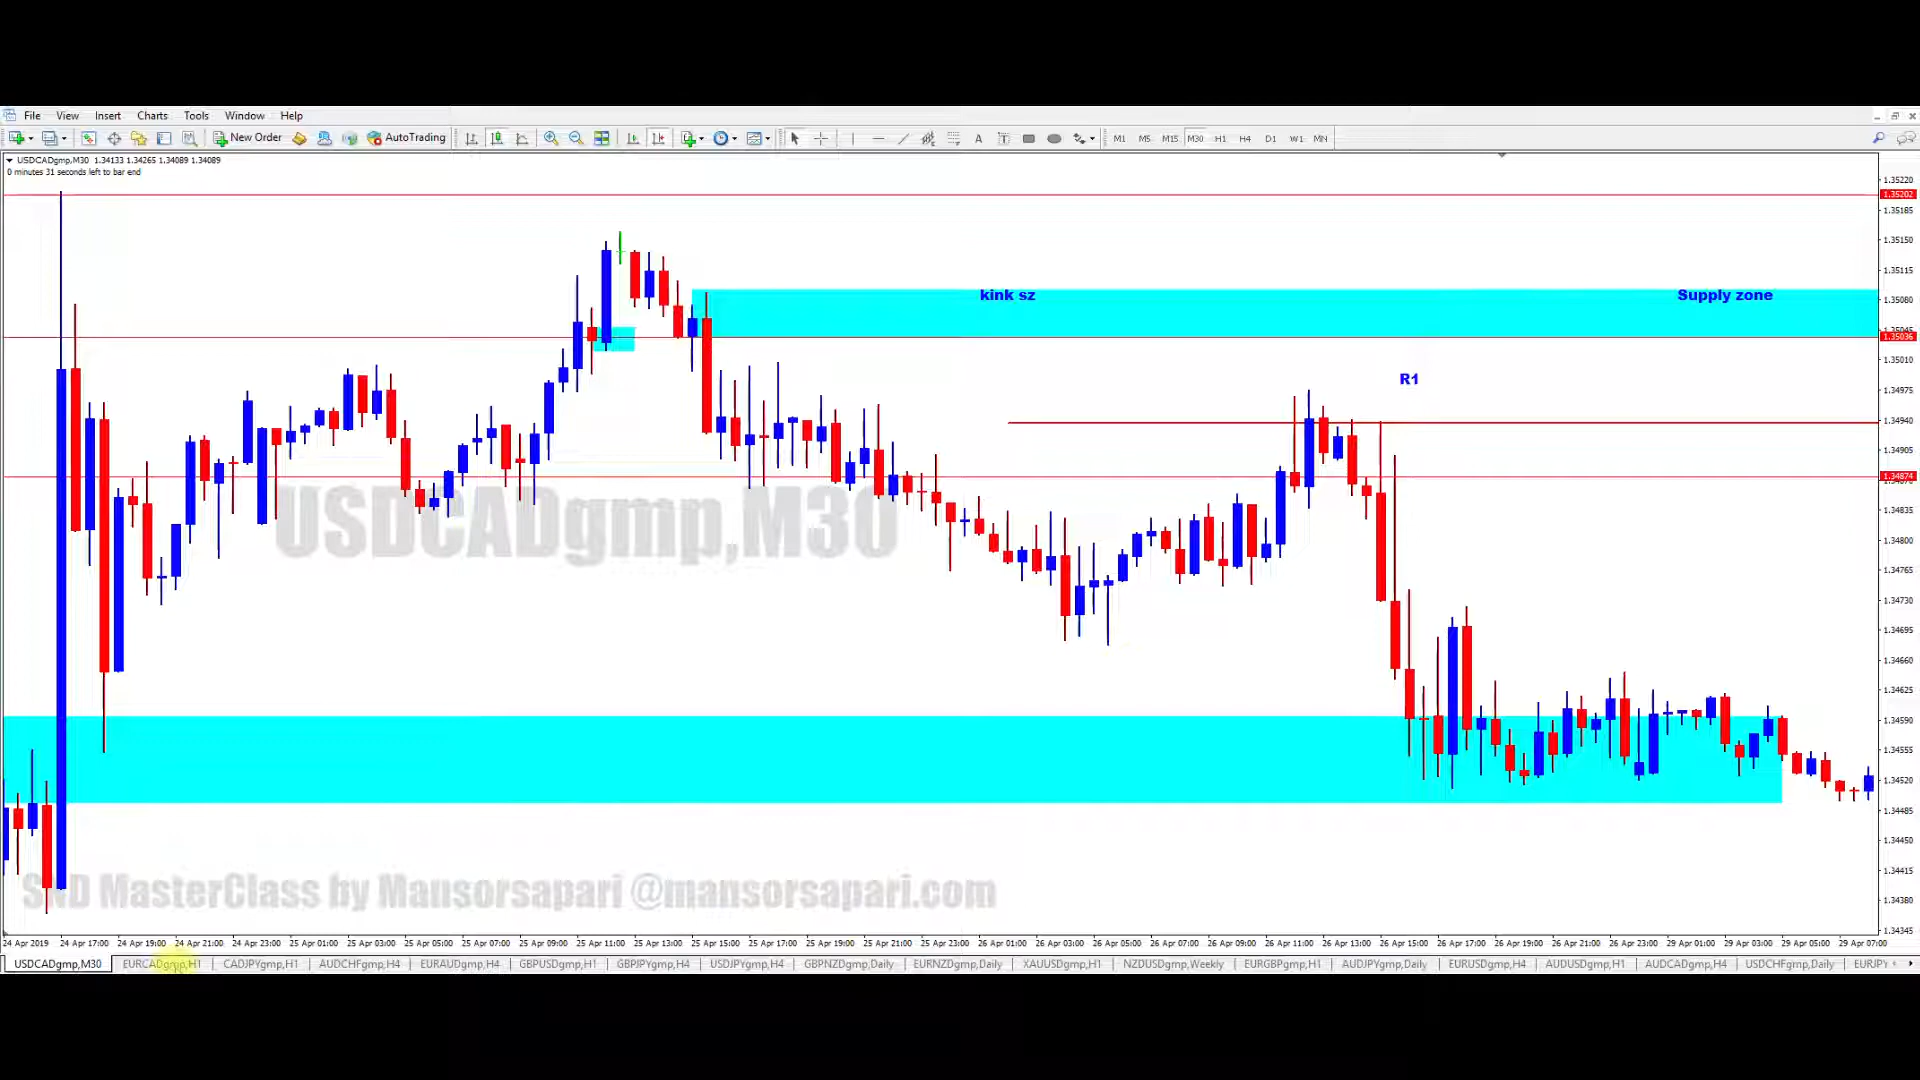 File View Insert Charts Tools Window Help
New Order AutoTrading A T M1 M5 M15 M30 H1 H4 D1 W1 MN
USDCADgmp,M30 1.34133 1.34265 1.34089 1.34089
0 minutes 31 seconds left to bar end
1.35220
1.35202
1.35185
1.35150
1.35115
kink sz
Supply zone
1.35080
1.35045
1.35036
1.35010
R1
1.34975
1.34940
1.34905
1.34874
1.34835
USDCADgmp,M30
1.34800
1.34765
1.34730
1.34695
1.34660
1.34625
1.34590
1.34555
1.34520
1.34485
1.34450
1.34415
SND MasterClass by Mansorsapari @mansorsapari.com
1.34380
1.34345
24 Apr 2019 24 Apr 17:00 24 Apr 19:00 24 Apr 21:00 24 Apr 23:00 25 Apr 01:00 25 Apr 03:00 25 Apr 05:00 25 Apr 07:00 25 Apr 09:00 25 Apr 11:00 25 Apr 13:00 25 Apr 15:00 25 Apr 17:00 25 Apr 19:00 25 Apr 21:00 25 Apr 23:00 26 Apr 01:00 26 Apr 03:00 26 Apr 05:00 26 Apr 07:00 26 Apr 09:00 26 Apr 11:00 26 Apr 13:00 26 Apr 15:00 26 Apr 17:00 26 Apr 19:00 26 Apr 21:00 26 Apr 23:00 29 Apr 01:00 29 Apr 03:00 29 Apr 05:00 29 Apr 07:00
USDCADgmp,M30 EURCADgmp,H1 CADJPYgmp,H1 AUDCHFgmp,H4 EURAUDgmp,H4 GBPUSDgmp,H1 GBPJPYgmp,H4 USDJPYgmp,H4 GBPNZDgmp,Daily EURNZDgmp,Daily XAUUSDgmp,H1 NZDUSDgmp,Weekly EURGBPgmp,H1 AUDJPYgmp,Daily EURUSDgmp,H4 AUDUSDgmp,H1 AUDCADgmp,H4 USDCHFgmp,Daily EURJPY